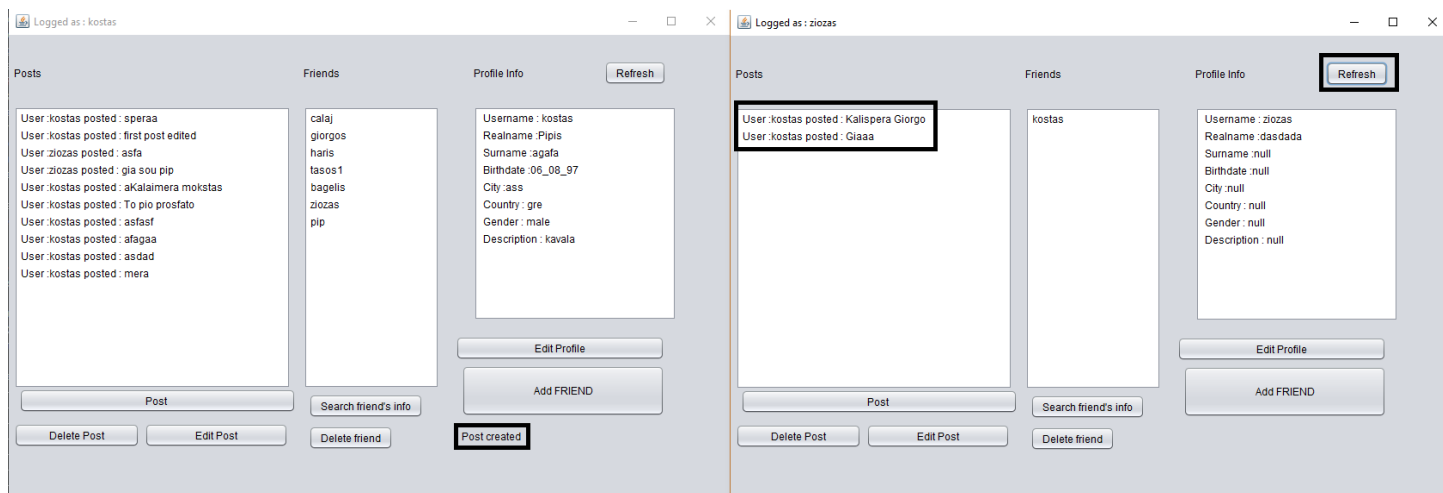 Logged as : kostas
Posts
Friends
Profile Info
Refresh
User :kostas posted : speraa
User :kostas posted : first post edited
User :ziozas posted : asfa
User :ziozas posted : gia sou pip
User :kostas posted : aKalaimera mokstas
User :kostas posted : To pio prosfato
User :kostas posted : asfasf
User :kostas posted : afagaa
User :kostas posted : asdad
User :kostas posted : mera
calaj
giorgos
haris
tasos1
bagelis
ziozas
pip
Username : kostas
Realname :Pipis
Surname :agafa
Birthdate :06_08_97
City :ass
Country : gre
Gender : male
Description : kavala
Edit Profile
Add FRIEND
Post
Search friend's info
Delete Post
Edit Post
Delete friend
Post created
Logged as : ziozas
Posts
Friends
Profile Info
Refresh
User :kostas posted : Kalispera Giorgo
User :kostas posted : Giaaa
kostas
Username : ziozas
Realname :dasdada
Surname :null
Birthdate :null
City :null
Country : null
Gender : null
Description : null
Edit Profile
Add FRIEND
Post
Search friend's info
Delete Post
Edit Post
Delete friend